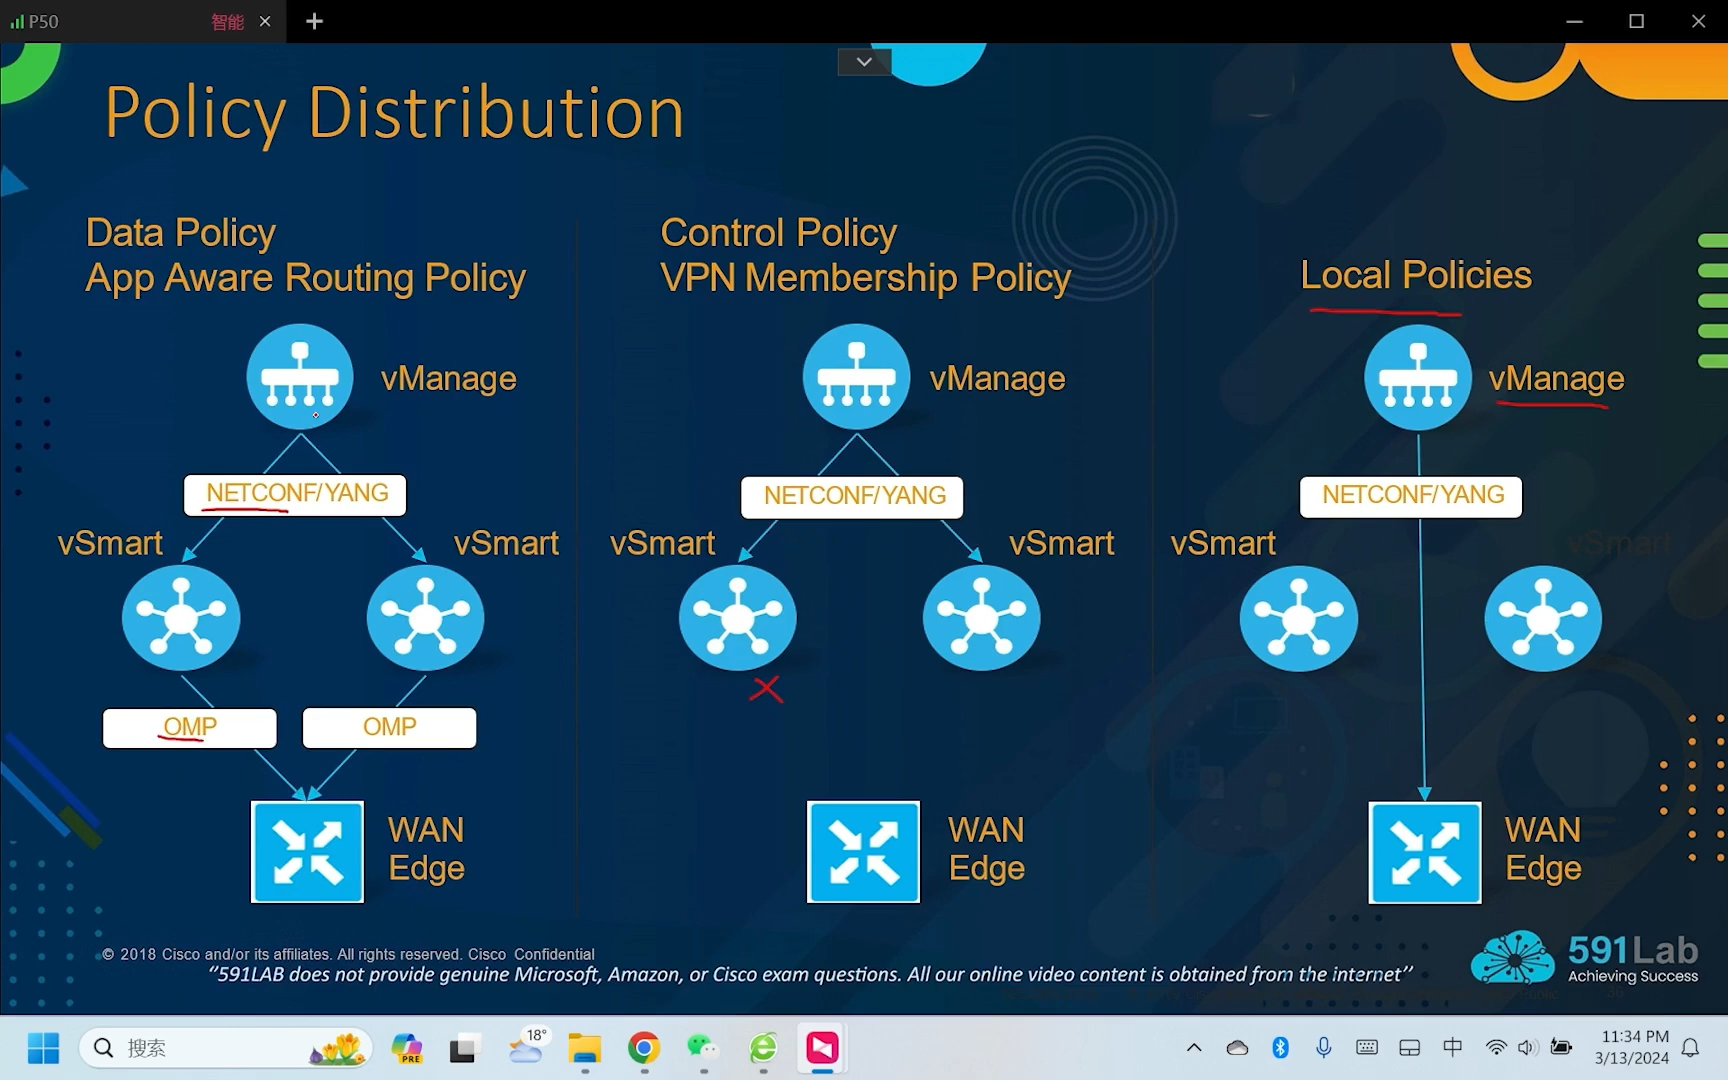 P50
智能
Policy Distribution
Data Policy
App Aware Routing Policy
Control Policy
VPN Membership Policy
Local Policies
vManage
vManage
vManage
NETCONF/YANG
NETCONF/YANG
NETCONF/YANG
vSmart
vSmart
vSmart
vSmart
vSmart
vSmart
OMP
OMP
WAN
Edge
WAN
Edge
WAN
Edge
© 2018 Cisco and/or its affiliates. All rights reserved. Cisco Confidential
"591LAB does not provide genuine Microsoft, Amazon, or Cisco exam questions. All our online video content is obtained from the internet"
591Lab
Achieving Success
搜索
PRE
18°
中
11:34 PM
3/13/2024